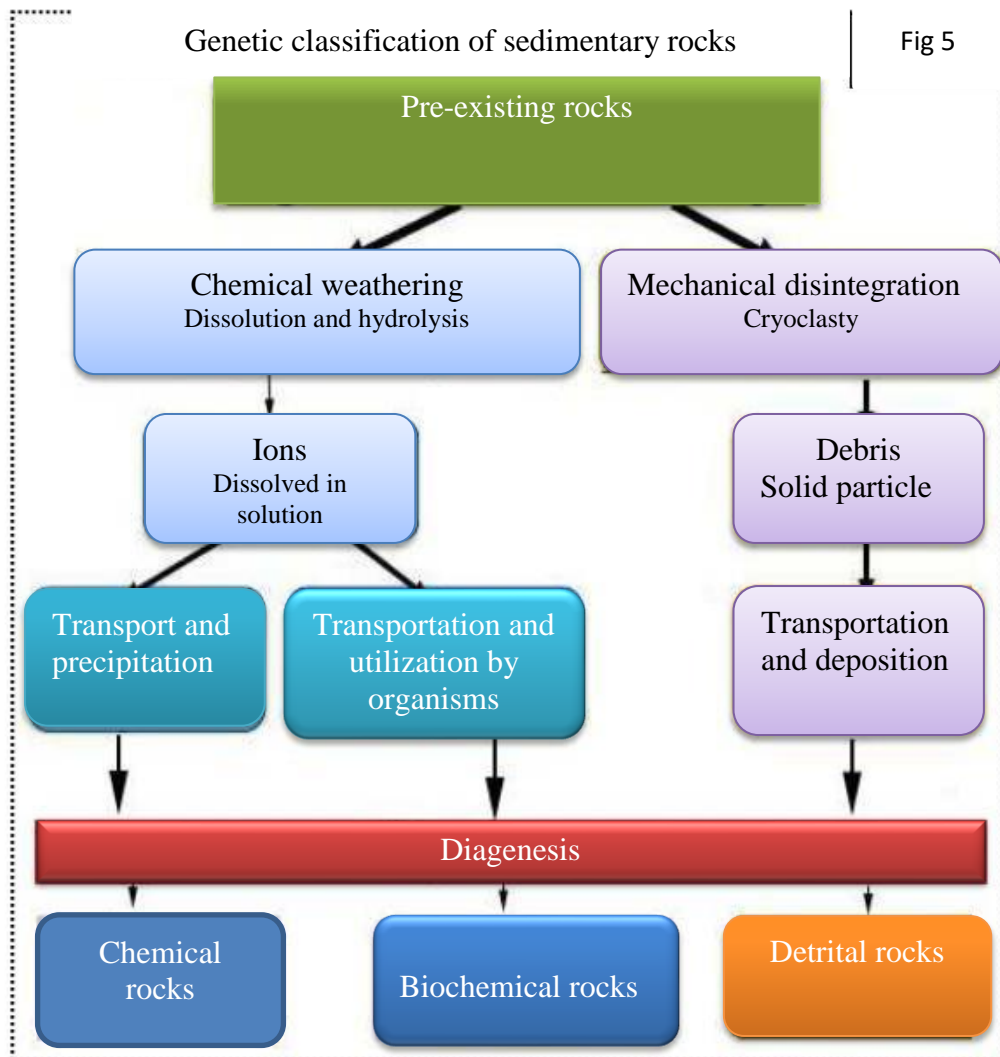 Genetic classification of sedimentary rocks
Fig 5
Pre-existing rocks
Chemical weathering
Dissolution and hydrolysis
Mechanical disintegration
Cryoclasty
Ions
Dissolved in
solution
Debris
Solid particle
Transport and
precipitation
Transportation and
utilization by
organisms
Transportation
and deposition
Diagenesis
Chemical
rocks
Biochemical rocks
Detrital rocks